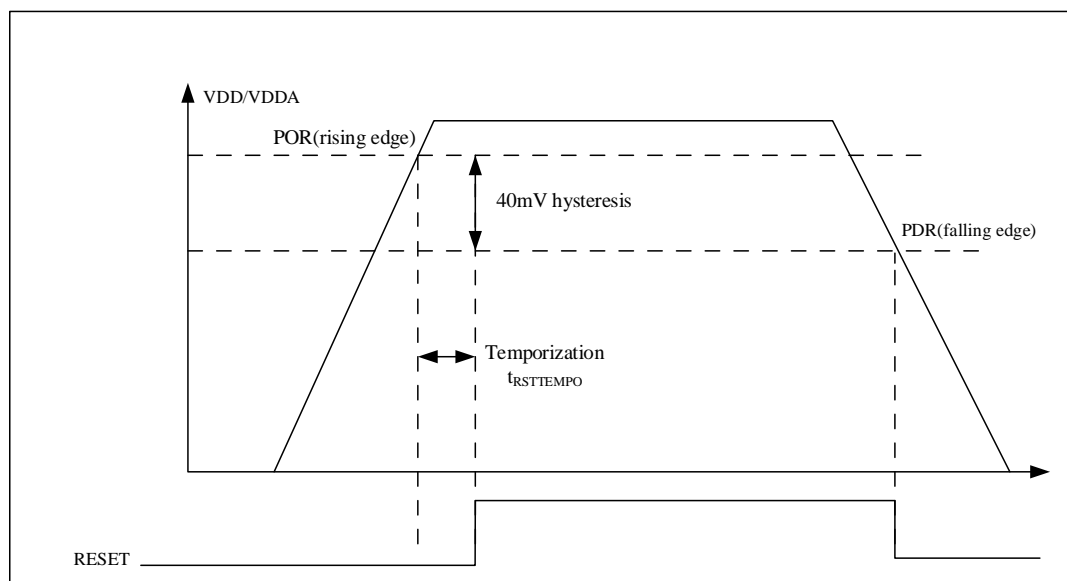 VDD/VDDA
POR(rising edge)
40mV hysteresis
PDR(falling edge)
Temporization
tRSTTEMPO
RESET